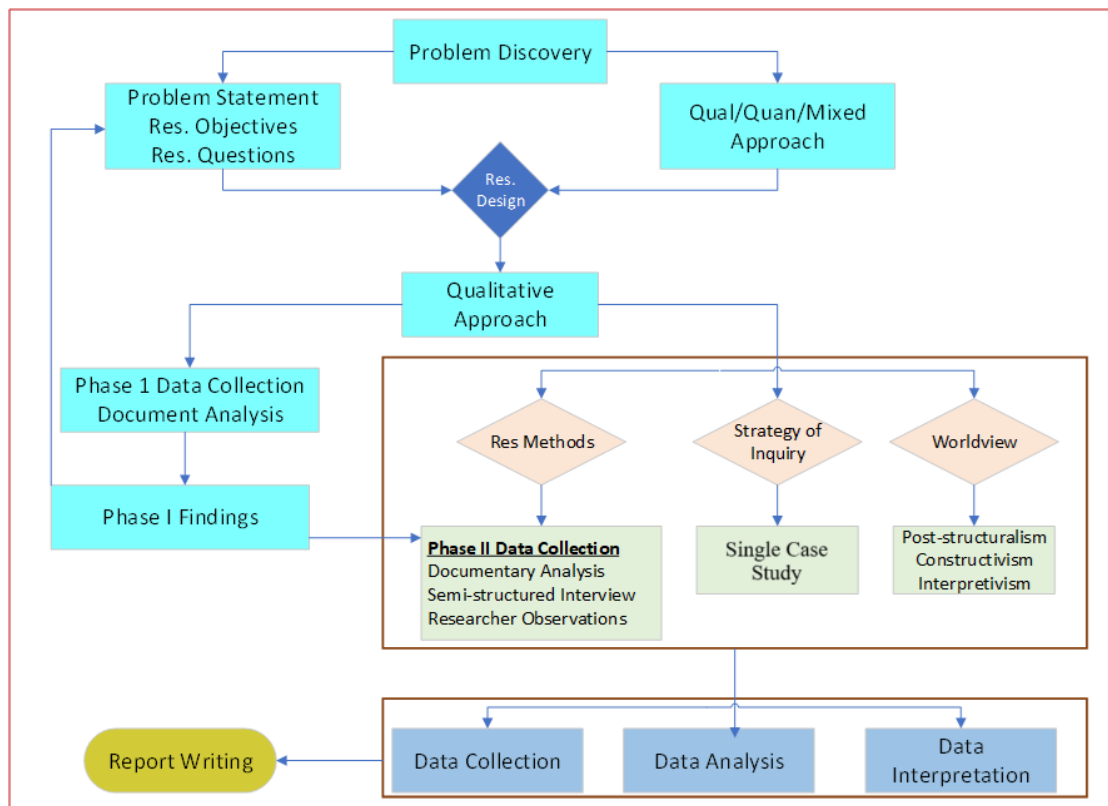 Problem Discovery
Problem Statement
Res. Objectives
Res. Questions
Qual/Quan/Mixed
Approach
Res.
Design
Qualitative
Approach
Phase 1 Data Collection
Document Analysis
Phase I Findings
Res Methods
Strategy of
Inquiry
Worldview
Phase II Data Collection
Documentary Analysis
Semi-structured Interview
Researcher Observations
Single Case
Study
Post-structuralism
Constructivism
Interpretivism
Report Writing
Data Collection
Data Analysis
Data
Interpretation